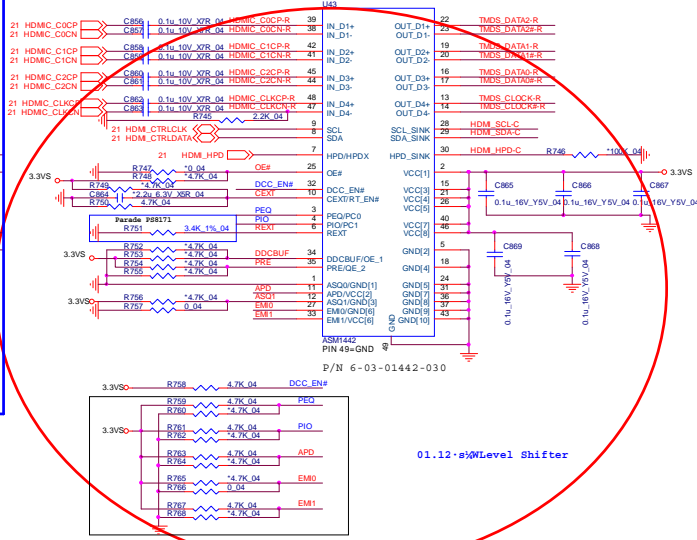 U43
21 HDMIC_C0CP C856 0.1u_10V_X7R_04 HDMIC_C0CP-R 39 IN_D1+ OUT_D1+ 22 TMDS_DATA2-R
21 HDMIC_C0CN C857 0.1u_10V_X7R_04 HDMIC_C0CN-R 38 IN_D1- OUT_D1- 23 TMDS_DATA2#-R
21 HDMIC_C1CP C858 0.1u_10V_X7R_04 HDMIC_C1CP-R 42 IN_D2+ OUT_D2+ 19 TMDS_DATA1-R
21 HDMIC_C1CN 0.1u_10V_X7R_04 HDMIC_C1CN-R 41 IN_D2- OUT_D2- 20 TMDS_DATA1#-R
21 HDMIC_C2CP C860 0.1u_10V_X7R_04 HDMIC_C2CP-R 45 IN_D3+ OUT_D3+ 16 TMDS_DATA0-R
21 HDMIC_C2CN C861 0.1u_10V_X7R_04 HDMIC_C2CN-R 44 IN_D3- OUT_D3- 17 TMDS_DATA0#-R
21 HDMIC_CLKCP C862 0.1u_10V_X7R_04 HDMIC_CLKCP-R 48 IN_D4+ OUT_D4+ 13 TMDS_CLOCK-R
21 HDMIC_CLKCN C863 0.1u_10V_X7R_04 HDMIC_CLKCN-R 47 IN_D4- OUT_D4- 14 TMDS_CLOCK#-R
R745 2.2K_04
21 HDMI_CTRLCLK 9 SCL SCL_SINK 28 HDMI_SCL-C
21 HDMI_CTRLDATA 8 SDA SDA_SINK 29 HDMI_SDA-C
21 HDMI_HPD 7 HPD/HPDX HPD_SINK 30 HDMI_HPD-C R746 *100K_04
3.3VS R747 *0_04 OE# 25 OE# VCC[1] 2 3.3VS
R748 *4.7K_04
R749 *4.7K_04 DCC_EN# 32 DCC_EN# VCC[3] 15 C865 C866 C867
C864 *2.2u_6.3V_X5R_04 CEXT 10 CEXT/RT_EN# VCC[4] 21
R750 4.7K_04 VCC[5] 26 0.1u_16V_Y5V_04 0.1u_16V_Y5V_04 0.1u_16V_Y5V_04
PEQ 3 PEQ/PC0
Parade PS8171 PIO 4 PIO/PC1 VCC[7] 40
R751 3.4K_1%_04 REXT 6 REXT VCC[8] 46
R752 *4.7K_04 GND[2] 5 C869 C868
3.3VS R753 *4.7K_04 DDCBUF 34 DDCBUF/OE_1
R754 *4.7K_04 PRE 35 PRE/QE_2 GND[4] 18
R755 *4.7K_04
1 ASQ0/GND[1] GND[5] 24
APD 11 APD/VCC[2] GND[7] 31
3.3VS R756 *4.7K_04 ASQ1 12 ASQ1/GND[3] GND[8] 36
R757 0_04 EMI0 27 EMI0/GND[6] GND[9] 37
EMI1 33 EMI1/VCC[6] GND[10] 43
0.1u_16V_Y5V_04 0.1u_16V_Y5V_04
GND
49
ASM1442
PIN 49=GND
P/N 6-03-01442-030
3.3VS R758 4.7K_04 DCC_EN#
R759 4.7K_04 PEQ
R760 *4.7K_04
3.3VS R761 *4.7K_04 PIO
R762 *4.7K_04
R763 *4.7K_04 APD
R764 *4.7K_04
R765 *4.7K_04 EMI0
R766 0_04
R767 *4.7K_04 EMI1
R768 *4.7K_04
01.12·s¼WLevel Shifter